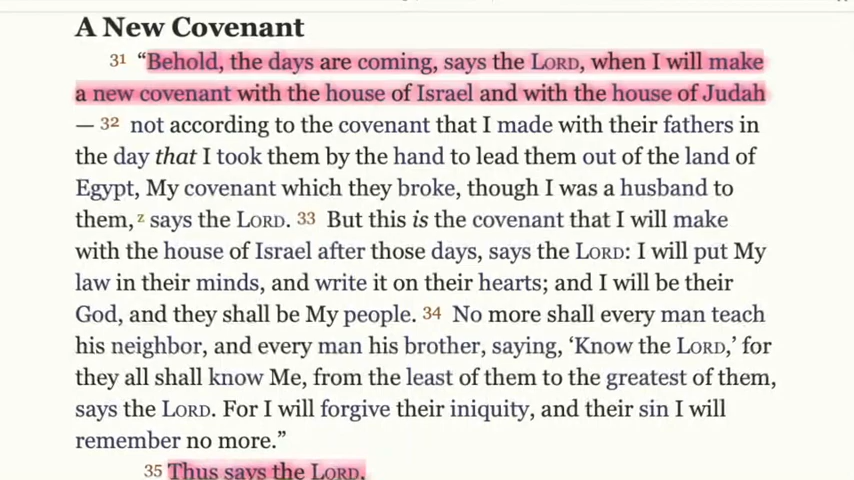 A New Covenant
31 “Behold, the days are coming, says the LORD, when I will make
a new covenant with the house of Israel and with the house of Judah
— 32 not according to the covenant that I made with their fathers in
the day that I took them by the hand to lead them out of the land of
Egypt, My covenant which they broke, though I was a husband to
them, z says the LORD. 33 But this is the covenant that I will make
with the house of Israel after those days, says the LORD: I will put My
law in their minds, and write it on their hearts; and I will be their
God, and they shall be My people. 34 No more shall every man teach
his neighbor, and every man his brother, saying, ‘Know the LORD,’ for
they all shall know Me, from the least of them to the greatest of them,
says the LORD. For I will forgive their iniquity, and their sin I will
remember no more.”
35 Thus says the LORD,